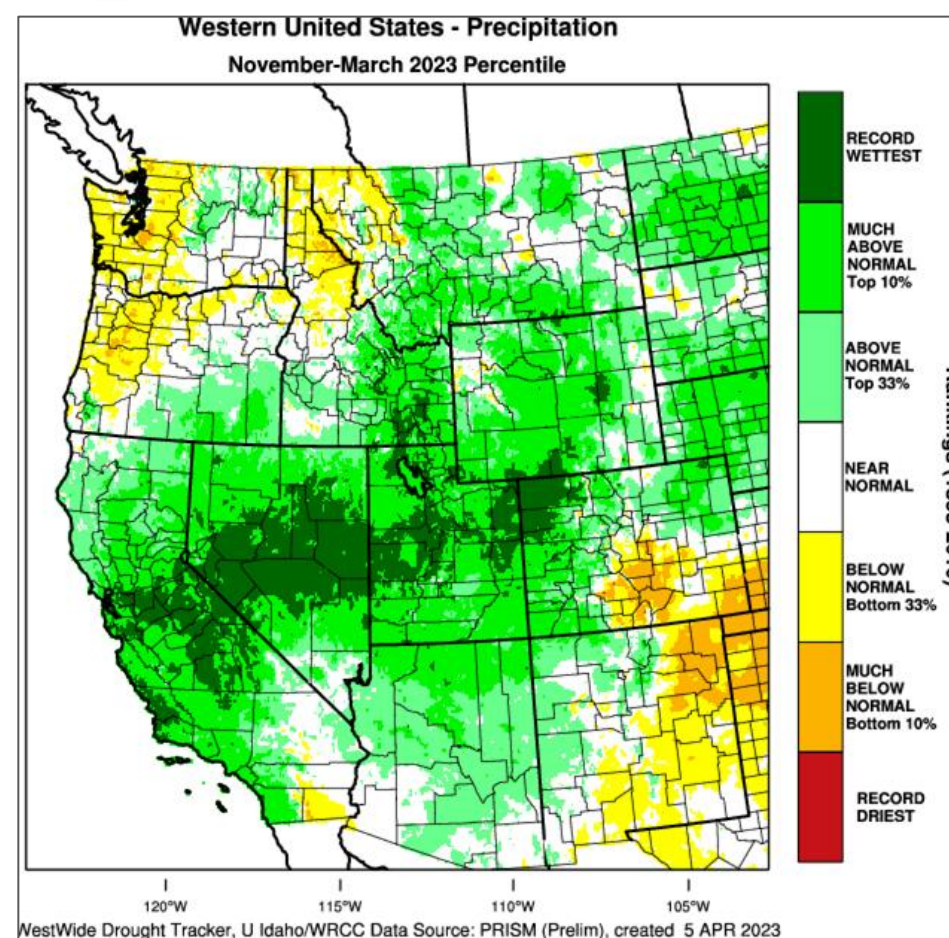 Western United States - Precipitation
November-March 2023 Percentile
RECORD
WETTEST
MUCH
ABOVE
NORMAL
Top 10%
ABOVE
NORMAL
Top 33%
NEAR
NORMAL
BELOW
NORMAL
Bottom 33%
MUCH
BELOW
NORMAL
Bottom 10%
RECORD
DRIEST
120°W
115°W
110°W
105°W
WestWide Drought Tracker, U Idaho/WRCC Data Source: PRISM (Prelim), created 5 APR 2023